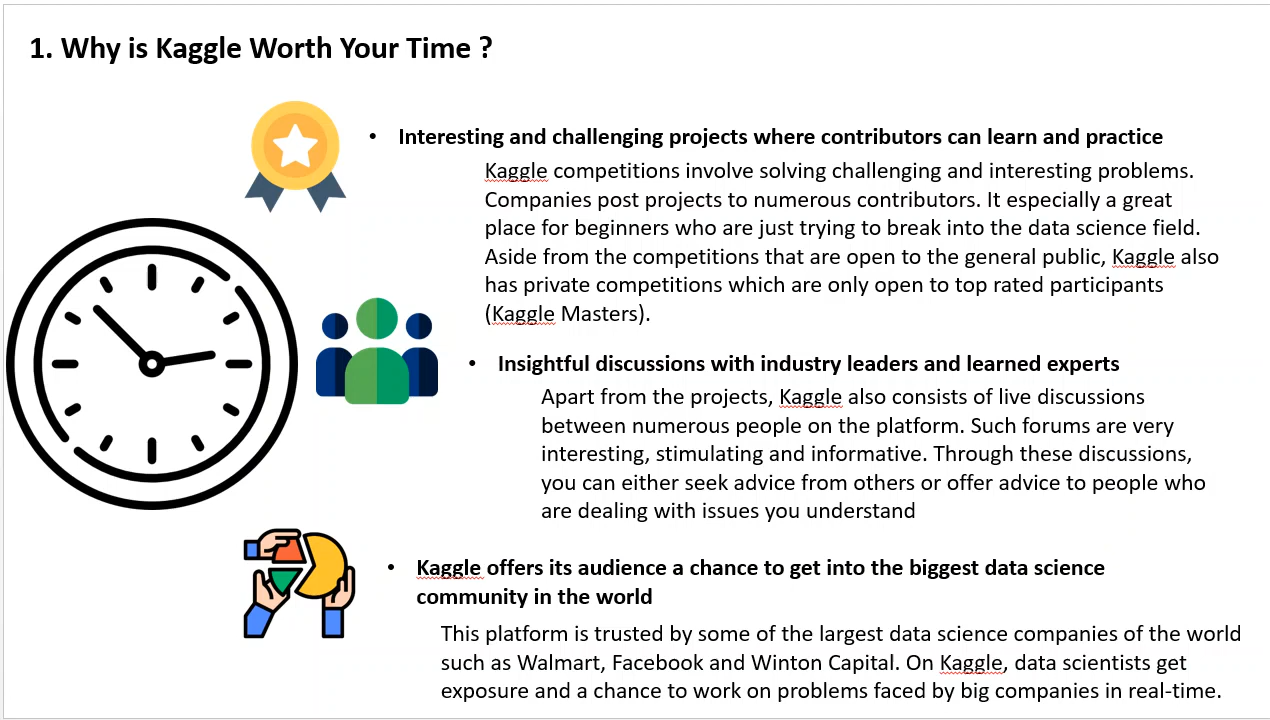 1. Why is Kaggle Worth Your Time ?
• Interesting and challenging projects where contributors can learn and practice
Kaggle competitions involve solving challenging and interesting problems.
Companies post projects to numerous contributors. It especially a great
place for beginners who are just trying to break into the data science field.
Aside from the competitions that are open to the general public, Kaggle also
has private competitions which are only open to top rated participants
(Kaggle Masters).
• Insightful discussions with industry leaders and learned experts
Apart from the projects, Kaggle also consists of live discussions
between numerous people on the platform. Such forums are very
interesting, stimulating and informative. Through these discussions,
you can either seek advice from others or offer advice to people who
are dealing with issues you understand
• Kaggle offers its audience a chance to get into the biggest data science
community in the world
This platform is trusted by some of the largest data science companies of the world
such as Walmart, Facebook and Winton Capital. On Kaggle, data scientists get
exposure and a chance to work on problems faced by big companies in real-time.